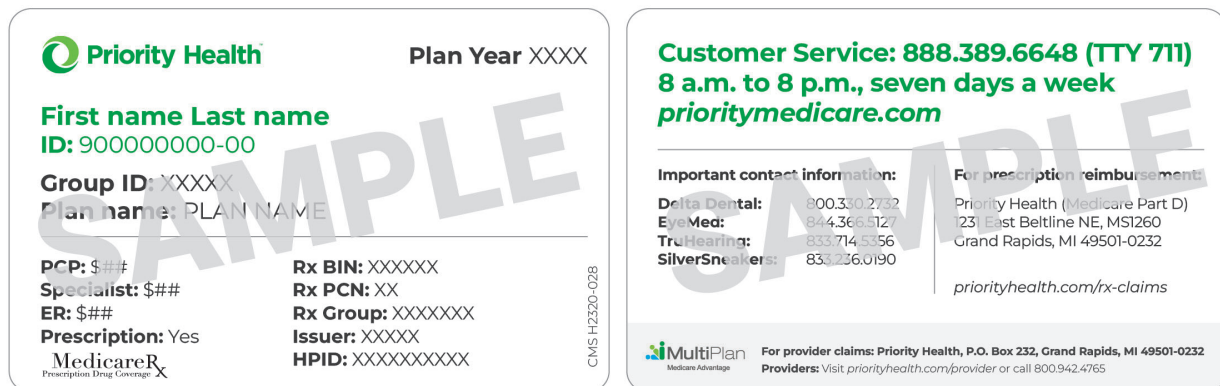 Priority Health
Plan Year XXXX
First name Last name
ID: 900000000-00
Group ID: XXXXX
Plan name: PLAN NAME
SAMPLE
PCP: $##
Specialist: $##
ER: $##
Prescription: Yes
MedicareRx
Prescription Drug Coverage
Rx BIN: XXXXXX
Rx PCN: XX
Rx Group: XXXXXXX
Issuer: XXXXX
HPID: XXXXXXXXXX
CMS H2320-028
Customer Service: 888.389.6648 (TTY 711)
8 a.m. to 8 p.m., seven days a week
prioritymedicare.com
SAMPLE
Important contact information:
Delta Dental: 800.330.2732
EyeMed: 844.366.5127
TruHearing: 833.714.5356
SilverSneakers: 833.236.0190
For prescription reimbursement:
Priority Health (Medicare Part D)
1231 East Beltline NE, MS1260
Grand Rapids, MI 49501-0232
priorityhealth.com/rx-claims
MultiPlan
Medicare Advantage
For provider claims: Priority Health, P.O. Box 232, Grand Rapids, MI 49501-0232
Providers: Visit priorityhealth.com/provider or call 800.942.4765